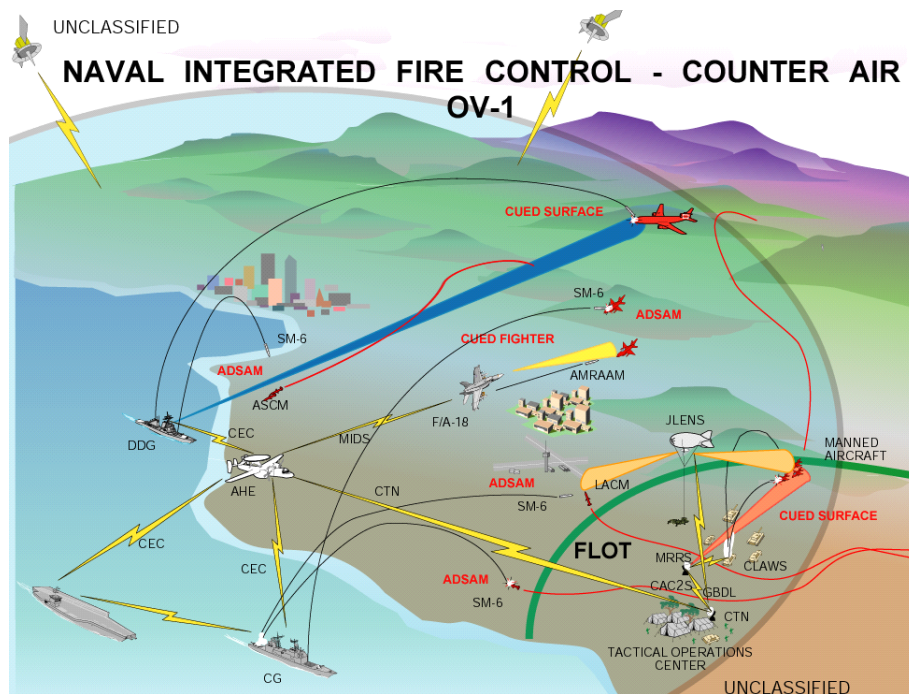 UNCLASSIFIED
NAVAL INTEGRATED FIRE CONTROL - COUNTER AIR
OV-1
CUED SURFACE
SM-6
ADSAM
SM-6
CUED FIGHTER
ADSAM
AMRAAM
ASCM
F/A-18
CEC
MIDS
DDG
JLENS
MANNED
AIRCRAFT
AHE
CTN
ADSAM
LACM
SM-6
CUED SURFACE
CEC
FLOT
MRRS
CLAWS
CEC
ADSAM
CAC2S
GBDL
SM-6
CTN
TACTICAL OPERATIONS
CENTER
CG
UNCLASSIFIED